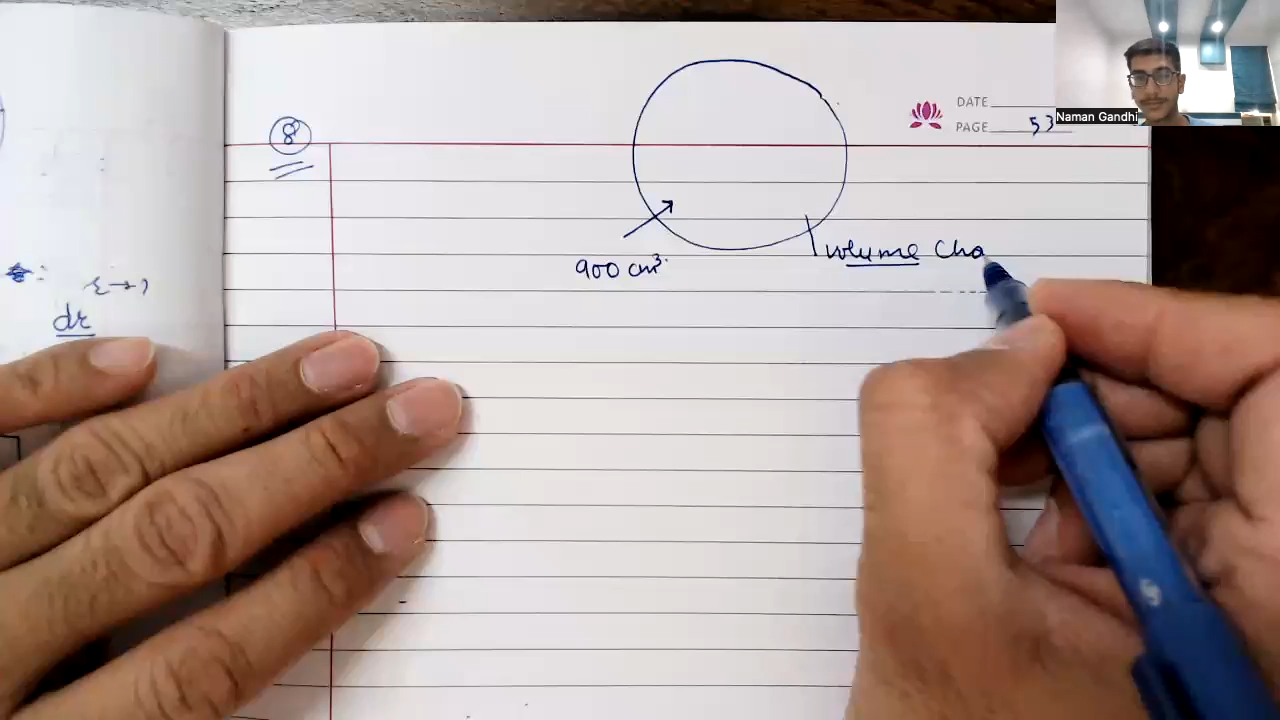 DATE
PAGE 53
Naman Gandhi
8
900 cm³.
Volume Cha
dr